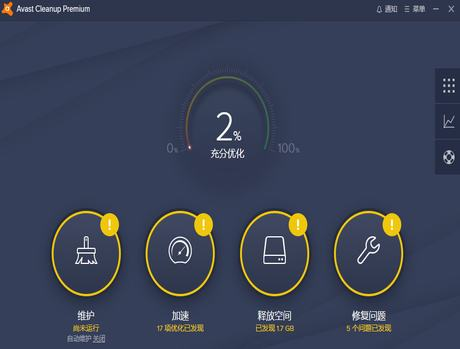 Avast Cleanup Premium
通知 菜单
2%
0% 100%
充分优化
维护 加速 释放空间 修复问题
尚未运行 17 项优化已发现 已发现 1.7 GB 5 个问题已发现
自动维护 关闭